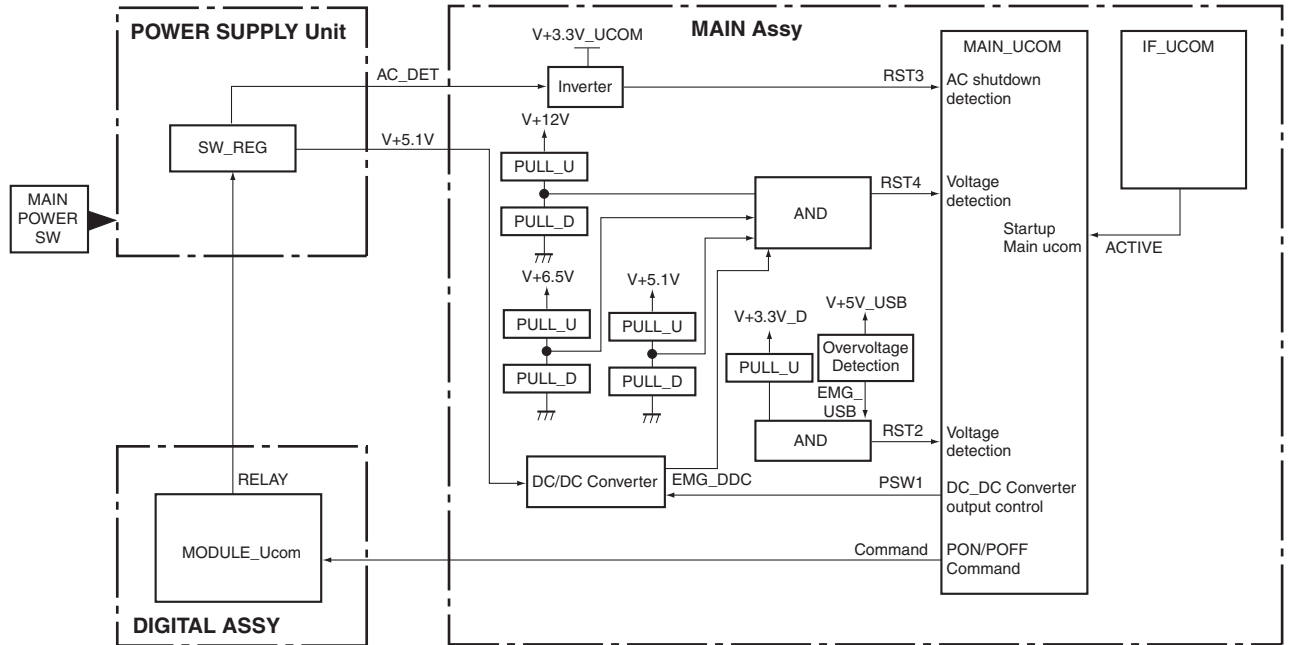 POWER SUPPLY Unit
MAIN Assy
V+3.3V_UCOM
MAIN_UCOM
IF_UCOM
AC_DET
Inverter
RST3
AC shutdown
detection
V+12V
SW_REG
V+5.1V
PULL_U
MAIN
POWER
SW
AND
RST4
Voltage
detection
PULL_D
Startup
Main ucom
ACTIVE
V+6.5V
V+5.1V
V+3.3V_D
V+5V_USB
PULL_U
PULL_U
Overvoltage
Detection
PULL_U
PULL_D
PULL_D
EMG_
USB
AND
RST2
Voltage
detection
RELAY
DC/DC Converter
EMG_DDC
PSW1
DC_DC Converter
output control
MODULE_Ucom
Command
PON/POFF
Command
DIGITAL ASSY